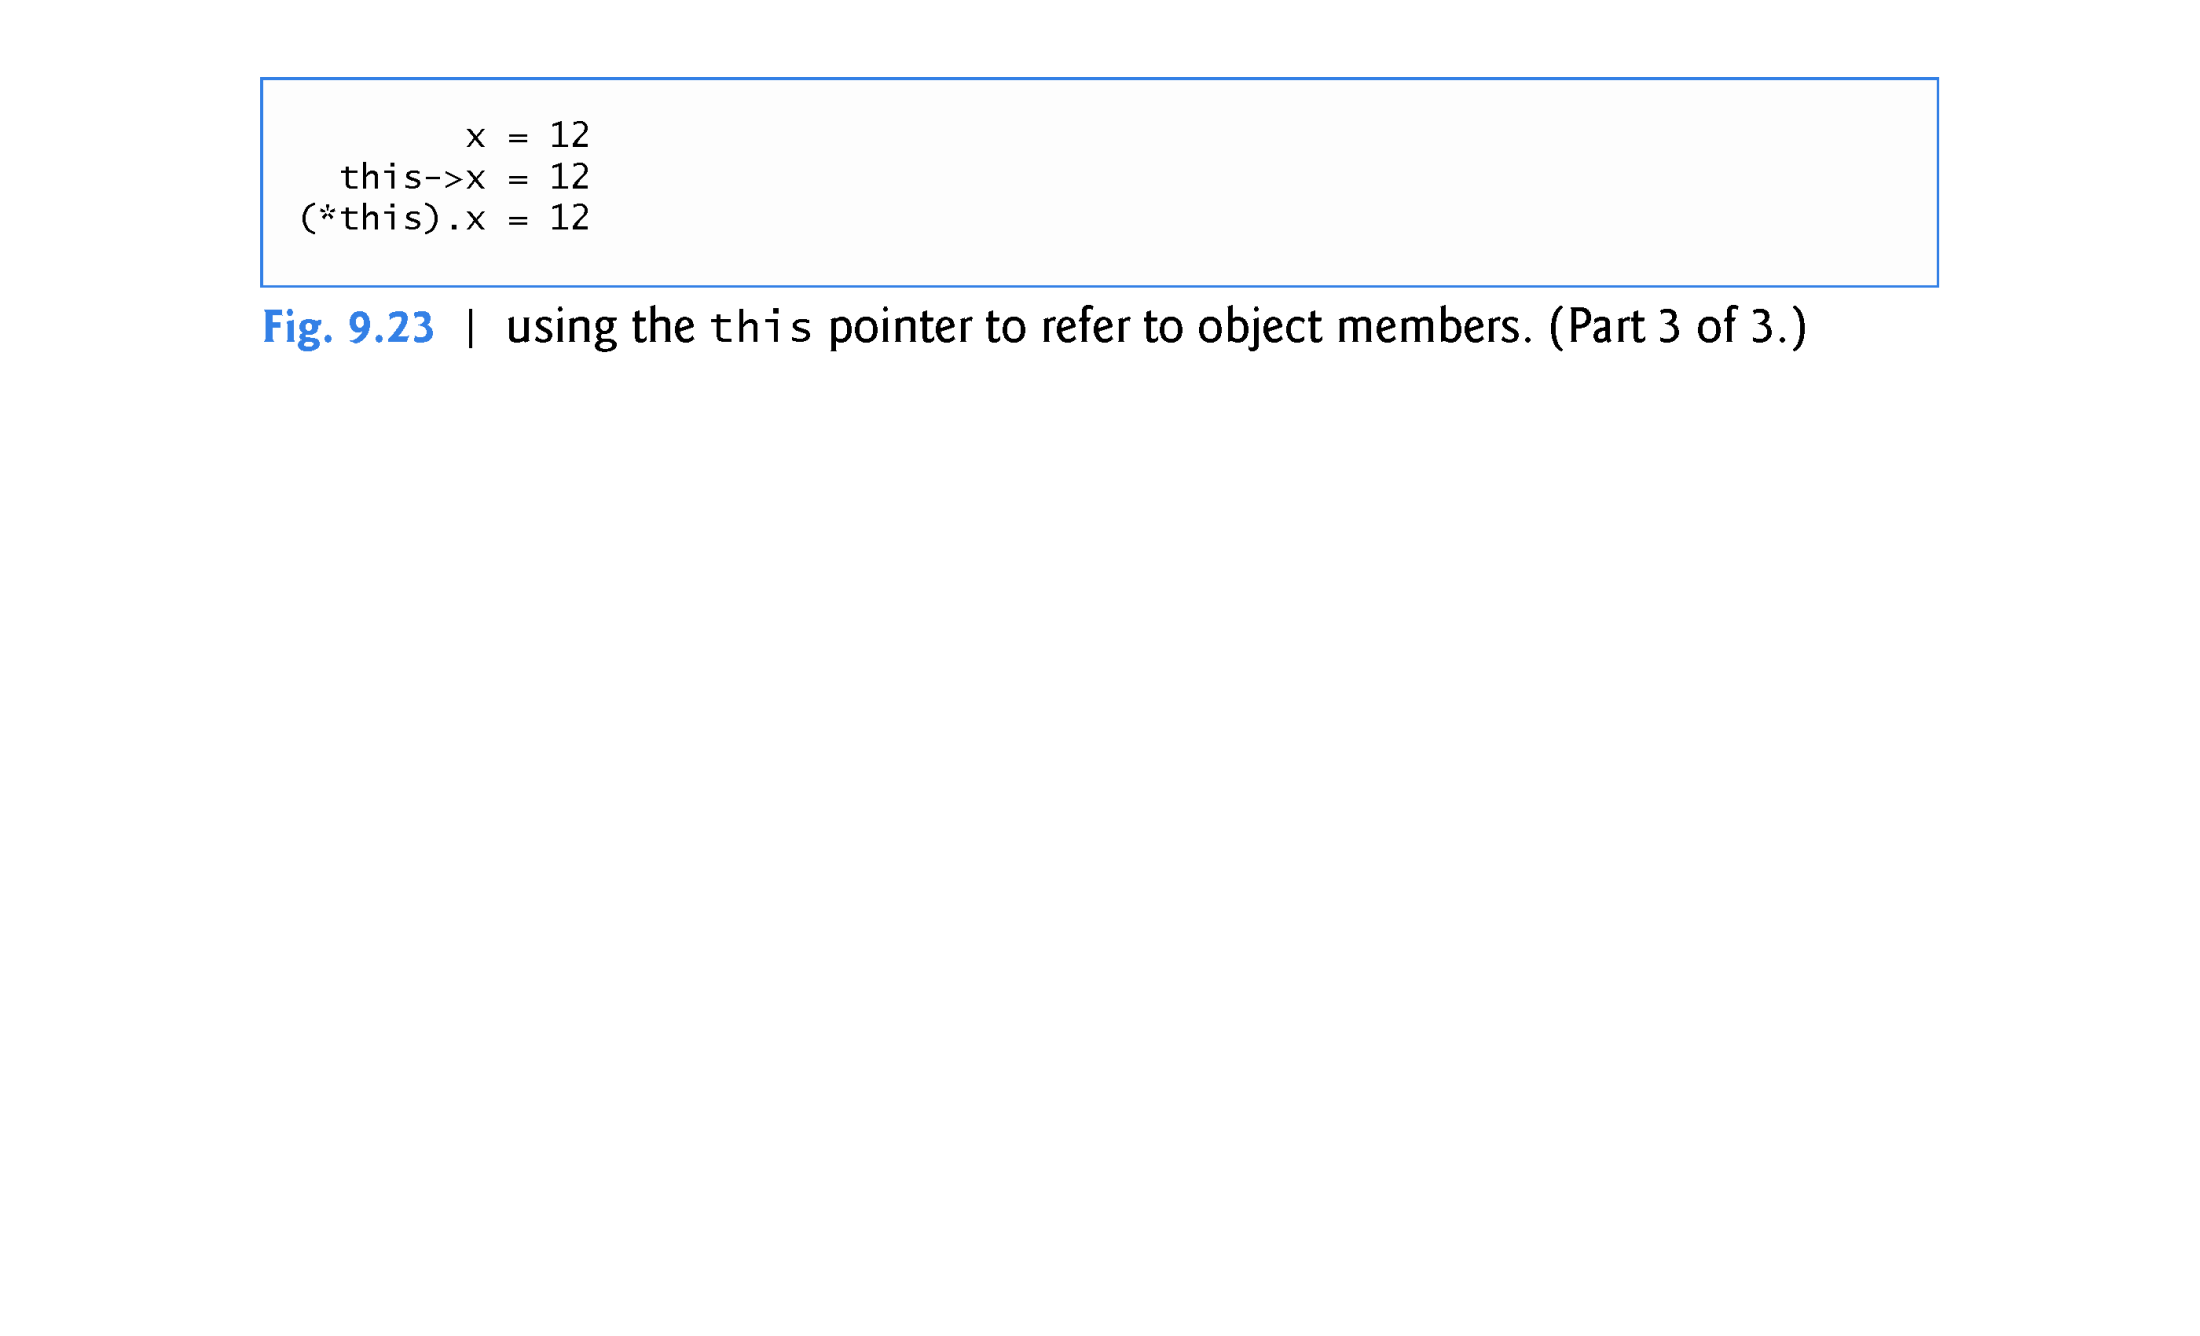 x = 12
this->x = 12
(*this).x = 12
Fig. 9.23 | using the this pointer to refer to object members. (Part 3 of 3.)